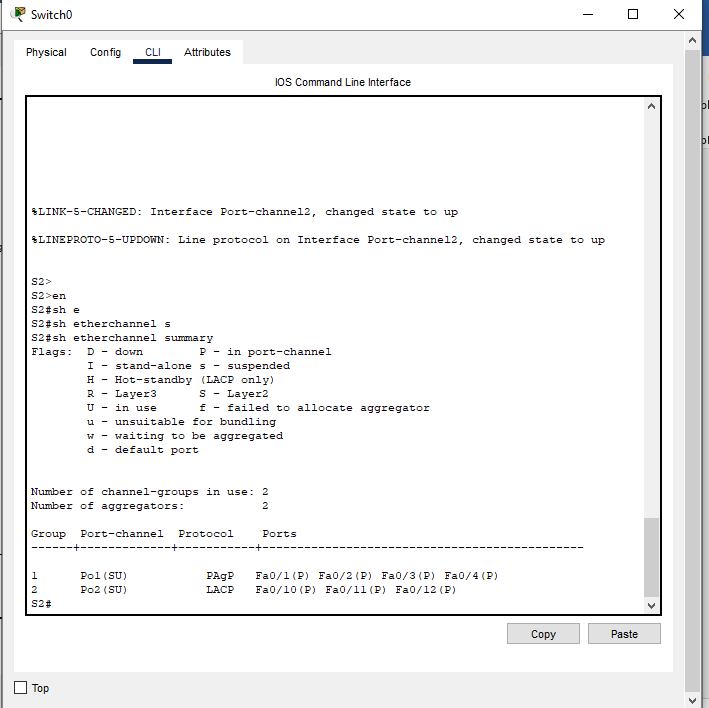 Switch0
Physical Config CLI Attributes
IOS Command Line Interface
%LINK-5-CHANGED: Interface Port-channel2, changed state to up
%LINEPROTO-5-UPDOWN: Line protocol on Interface Port-channel2, changed state to up
S2>
S2>en
S2#sh e
S2#sh etherchannel s
S2#sh etherchannel summary
Flags:  D - down        P - in port-channel
        I - stand-alone s - suspended
        H - Hot-standby (LACP only)
        R - Layer3      S - Layer2
        U - in use      f - failed to allocate aggregator
        u - unsuitable for bundling
        w - waiting to be aggregated
        d - default port
Number of channel-groups in use: 2
Number of aggregators:           2
Group  Port-channel  Protocol    Ports
------+-------------+-----------+----------------------------------------------
1      Po1(SU)           PAgP   Fa0/1(P) Fa0/2(P) Fa0/3(P) Fa0/4(P)
2      Po2(SU)           LACP   Fa0/10(P) Fa0/11(P) Fa0/12(P)
S2#
Copy Paste
Top